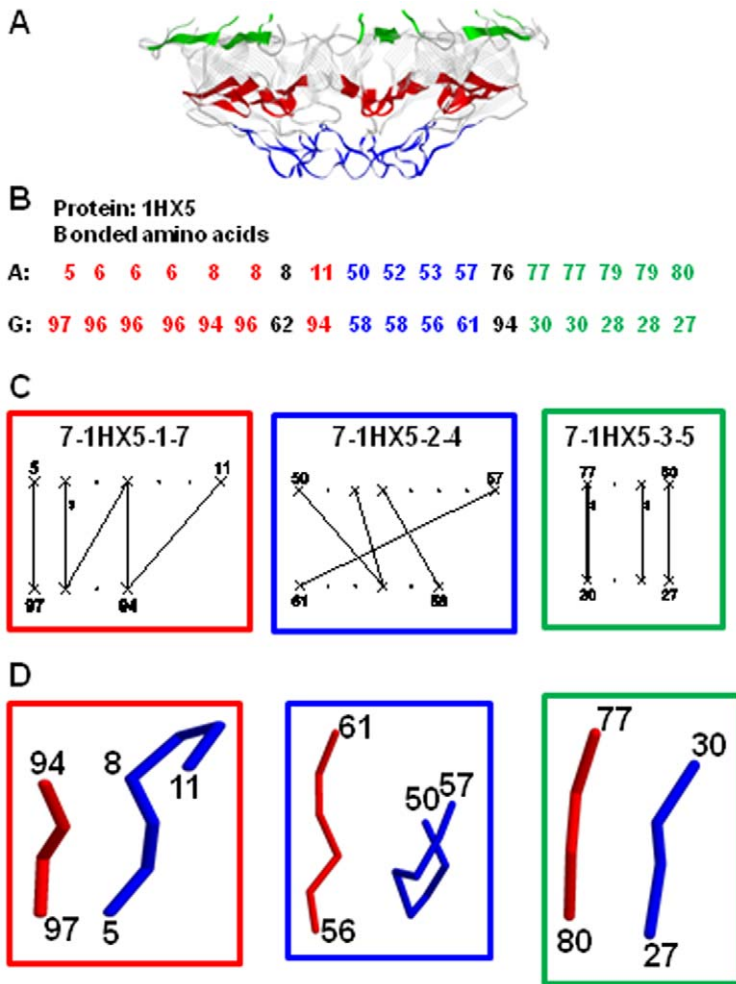 A
B
Protein: 1HX5
Bonded amino acids
A: 5 6 6 6 8 8 8 11 50 52 53 57 76 77 77 79 79 80
G: 97 96 96 96 94 96 62 94 58 58 56 61 94 30 30 28 28 27
C
7-1HX5-1-7
7-1HX5-2-4
7-1HX5-3-5
5 11
50 57
77 80
97 94
61 56
30 27
D
94 8 11
97 5
61
50 57
56
77
30
80
27